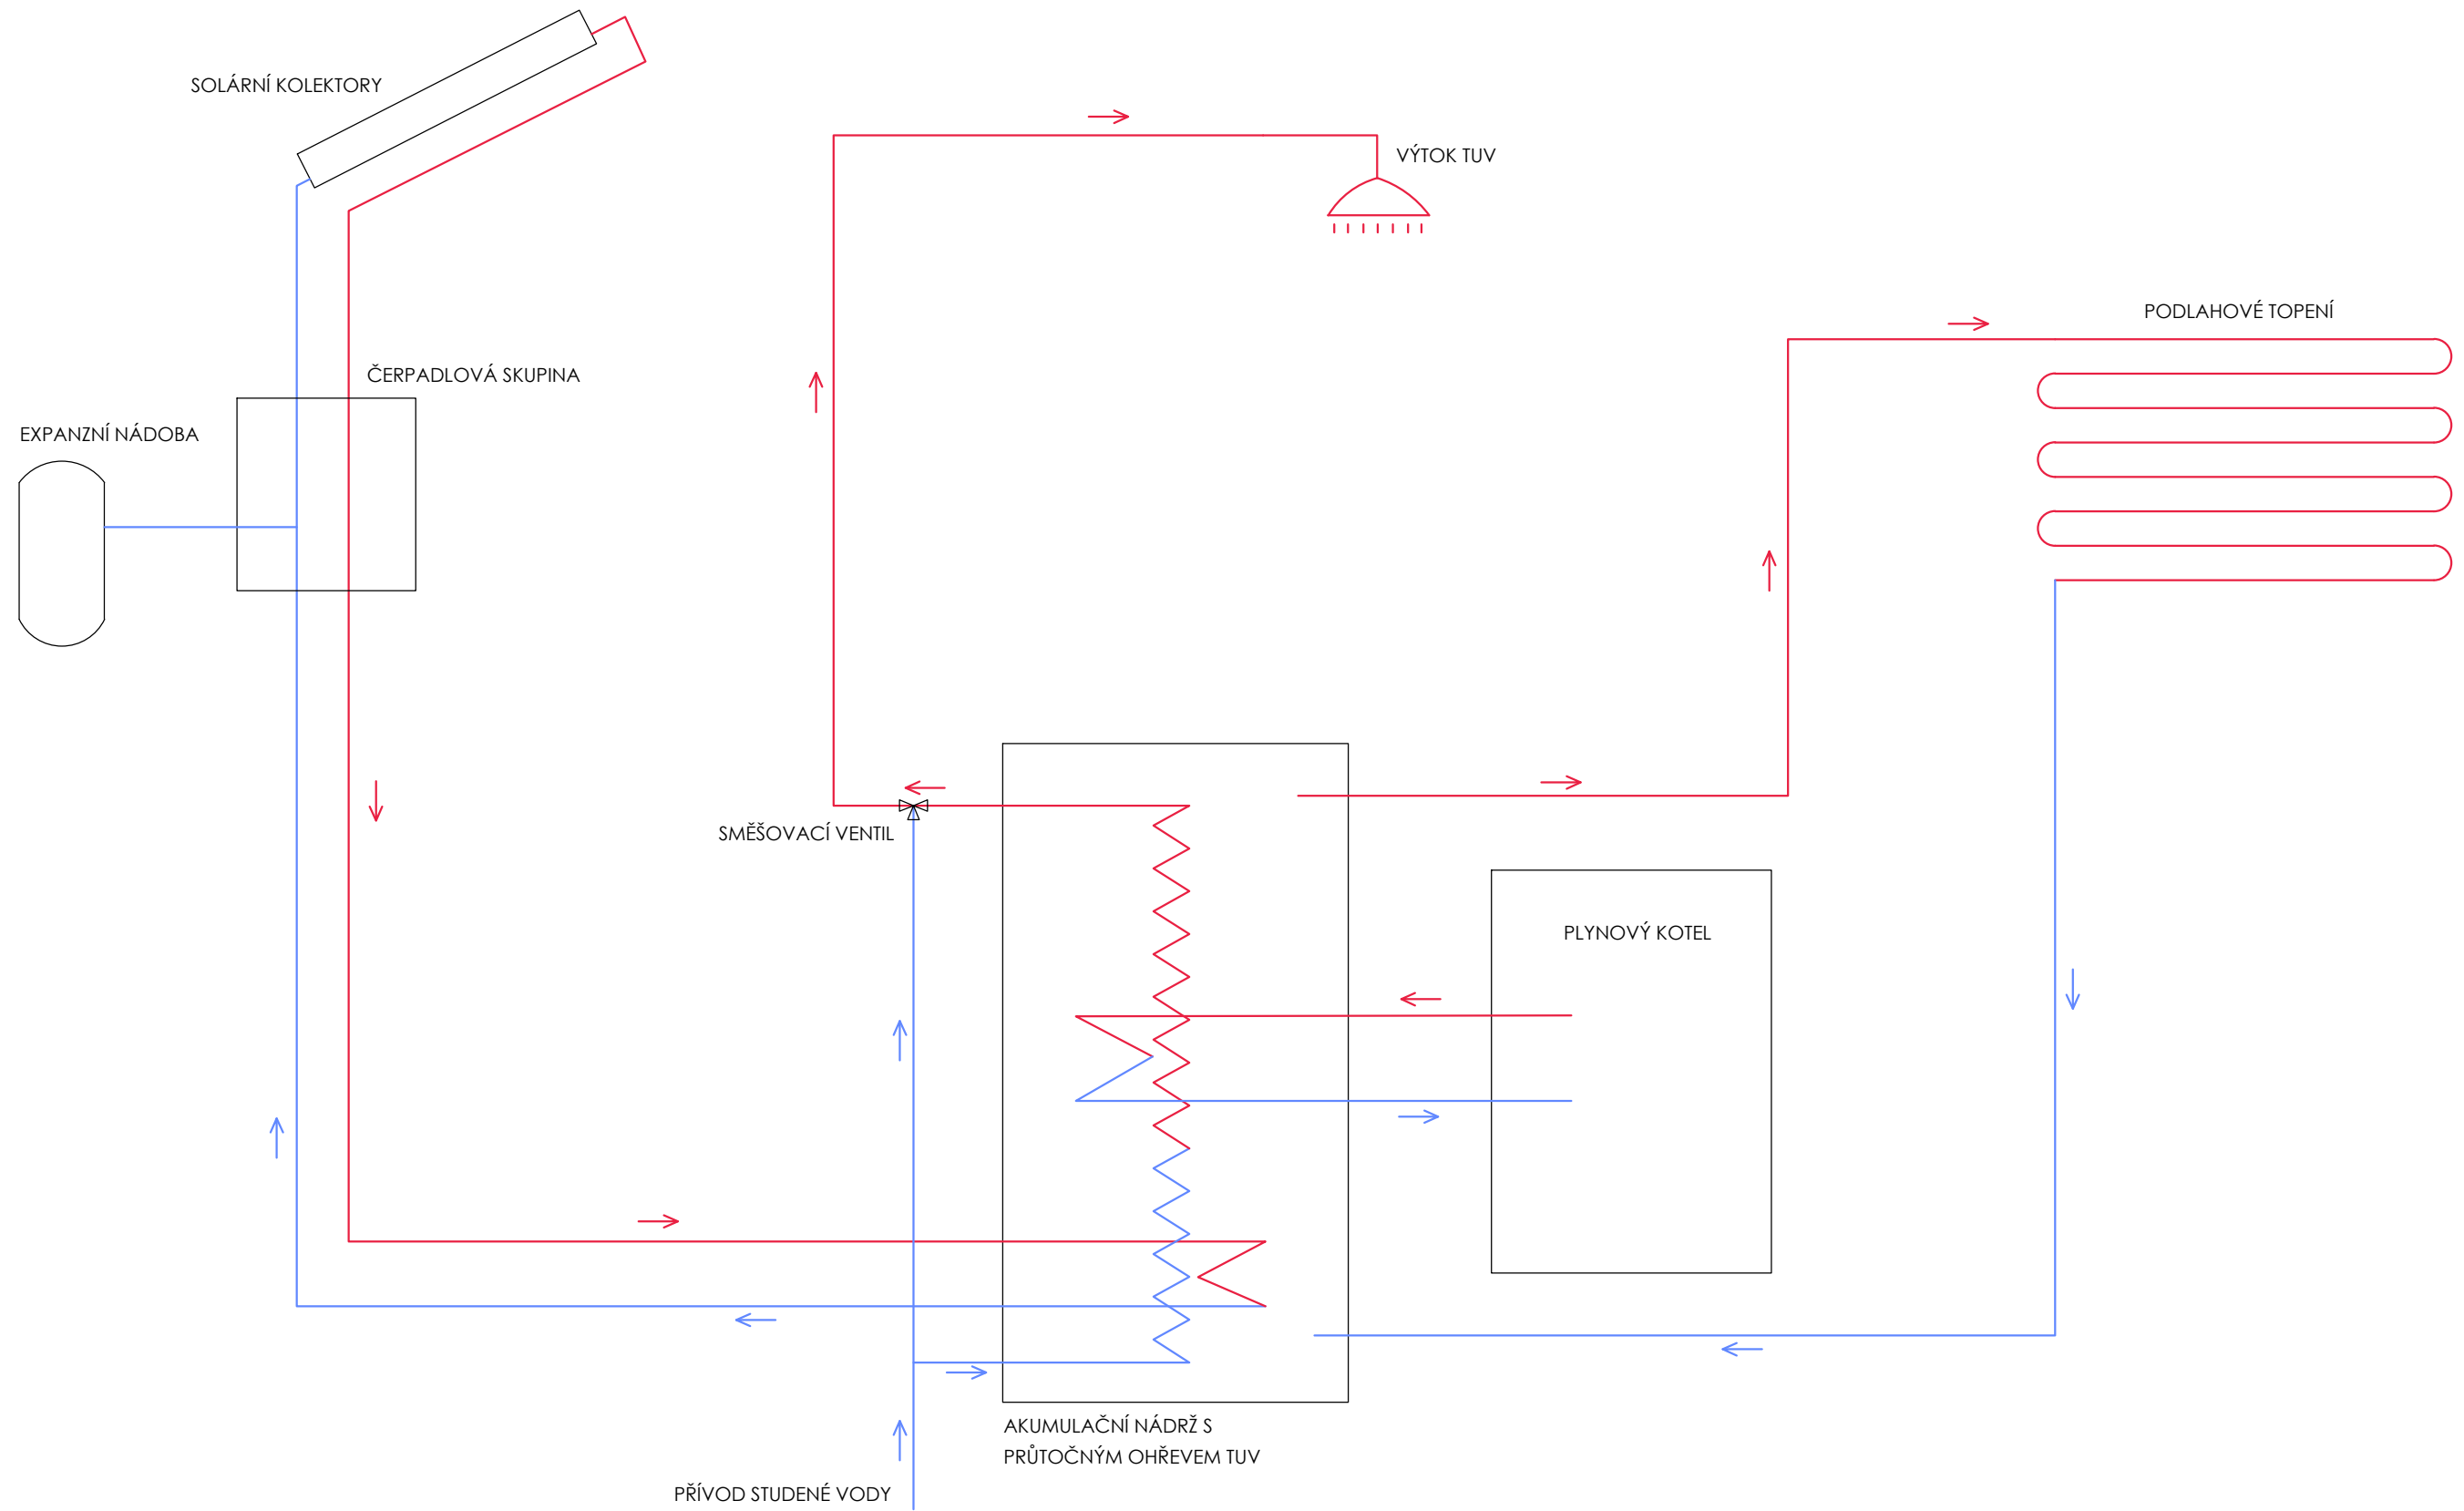 SOLÁRNÍ KOLEKTORY
VÝTOK TUV
PODLAHOVÉ TOPENÍ
ČERPADLOVÁ SKUPINA
EXPANZNÍ NÁDOBA
SMĚŠOVACÍ VENTIL
PLYNOVÝ KOTEL
AKUMULAČNÍ NÁDRŽ S
PRŮTOČNÝM OHŘEVEM TUV
PŘÍVOD STUDENÉ VODY